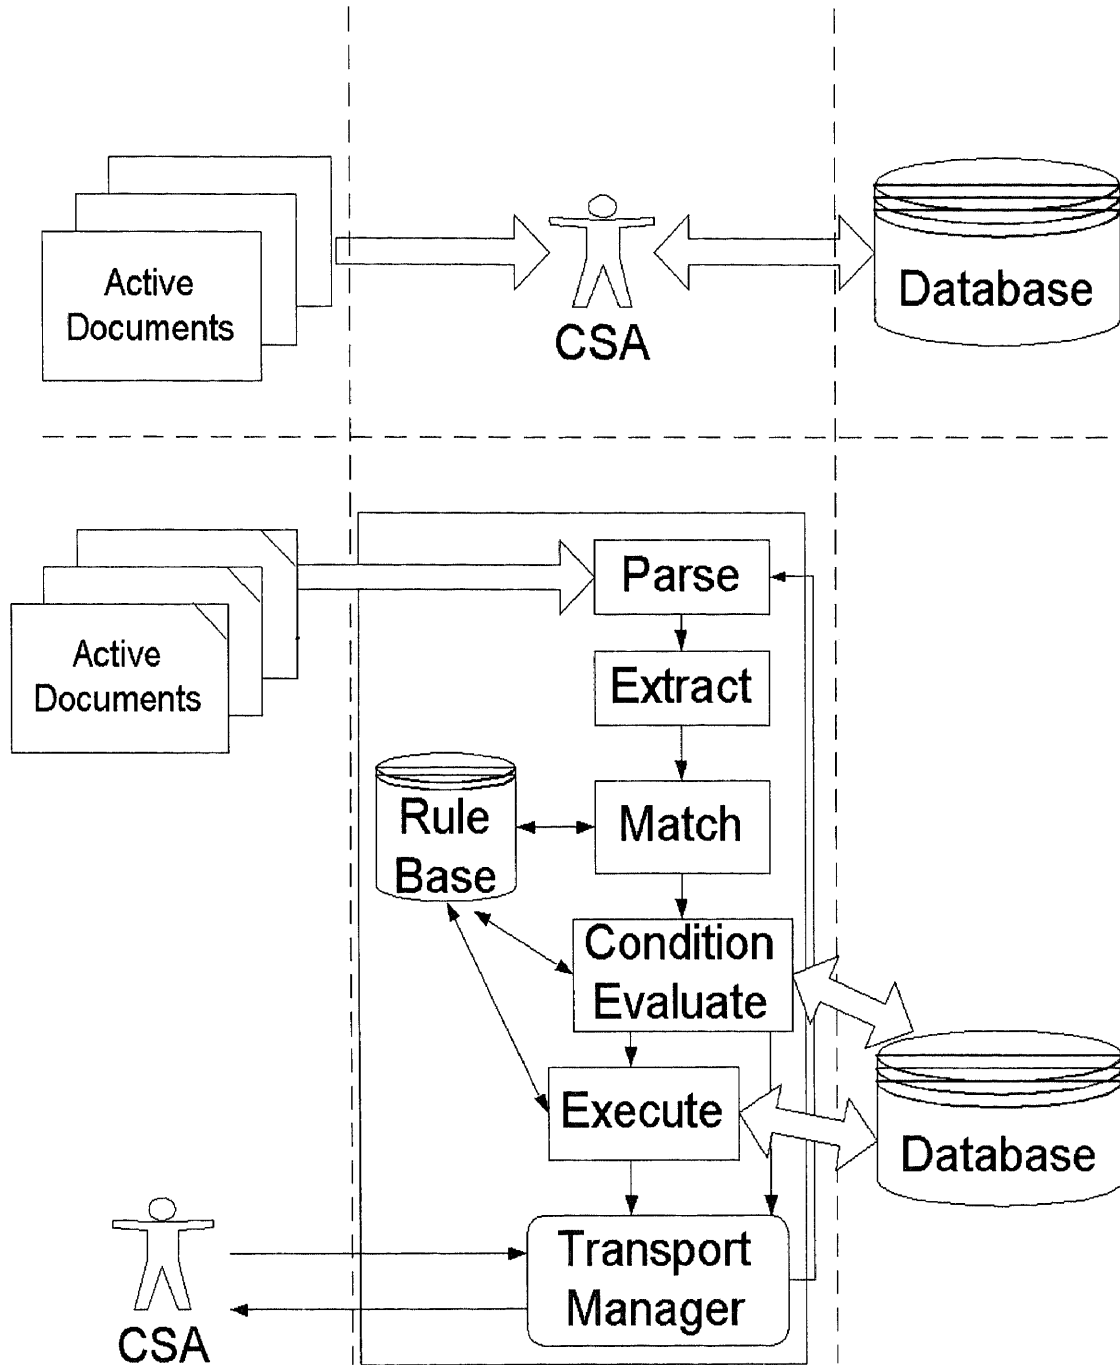 Active
Documents
CSA
Database
Active
Documents
Parse
Extract
Rule
Base
Match
Condition
Evaluate
Execute
Database
Transport
Manager
CSA